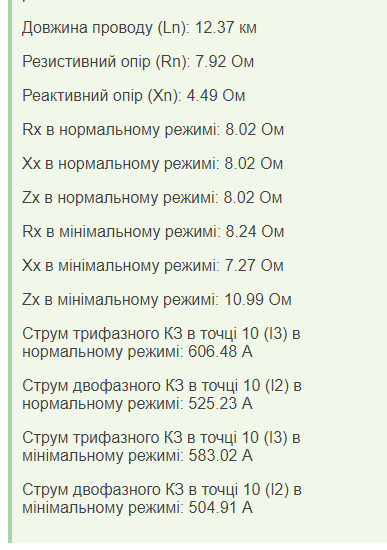 Довжина проводу (Ln): 12.37 км
Резистивний опір (Rn): 7.92 Ом
Реактивний опір (Xn): 4.49 Ом
Rx в нормальному режимі: 8.02 Ом
Xx в нормальному режимі: 8.02 Ом
Zx в нормальному режимі: 8.02 Ом
Rx в мінімальному режимі: 8.24 Ом
Xx в мінімальному режимі: 7.27 Ом
Zx в мінімальному режимі: 10.99 Ом
Струм трифазного КЗ в точці 10 (I3) в
нормальному режимі: 606.48 А
Струм двофазного КЗ в точці 10 (I2) в
нормальному режимі: 525.23 А
Струм трифазного КЗ в точці 10 (I3) в
мінімальному режимі: 583.02 А
Струм двофазного КЗ в точці 10 (I2) в
мінімальному режимі: 504.91 А